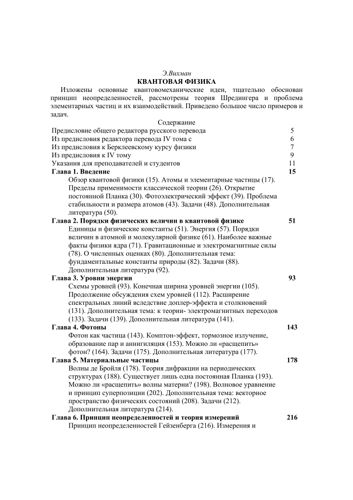 Э.Вихман
КВАНТОВАЯ ФИЗИКА
Изложены основные квантовомеханические идеи, тщательно обоснован
принцип неопределенностей, рассмотрены теория Шредингера и проблема
элементарных частиц и их взаимодействий. Приведено большое число примеров и
задач.
Содержание
Предисловие общего редактора русского перевода 5
Из предисловия редактора перевода IV тома с 6
Из предисловия к Берклеевскому курсу физики 7
Из предисловия к IV тому 9
Указания для преподавателей и студентов 11
Глава 1. Введение 15
Обзор квантовой физики (15). Атомы и элементарные частицы (17).
Пределы применимости классической теории (26). Открытие
постоянной Планка (30). Фотоэлектрический эффект (39). Проблема
стабильности и размера атомов (43). Задачи (48). Дополнительная
литература (50).
Глава 2. Порядки физических величин в квантовой физике 51
Единицы и физические константы (51). Энергия (57). Порядки
величин в атомной и молекулярной физике (61). Наиболее важные
факты физики ядра (71). Гравитационные и электромагнитные силы
(78). О численных оценках (80). Дополнительная тема:
фундаментальные константы природы (82). Задачи (88).
Дополнительная литература (92).
Глава 3. Уровни энергии 93
Схемы уровней (93). Конечная ширина уровней энергии (105).
Продолжение обсуждения схем уровней (112). Расширение
спектральных линий вследствие доплер-эффекта и столкновений
(131). Дополнительная тема: к теории- электромагнитных переходов
(133). Задачи (139). Дополнительная литература (141).
Глава 4. Фотоны 143
Фотон как частица (143). Комптон-эффект, тормозное излучение,
образование пар и аннигиляция (153). Можно ли «расщепить»
фотон? (164). Задачи (175). Дополнительная литература (177).
Глава 5. Материальные частицы 178
Волны де Бройля (178). Теория дифракции на периодических
структурах (188). Существует лишь одна постоянная Планка (193).
Можно ли «расщепить» волны материи? (198). Волновое уравнение
и принцип суперпозиции (202). Дополнительная тема: векторное
пространство физических состояний (208). Задачи (212).
Дополнительная литература (214).
Глава 6. Принцип неопределенностей и теория измерений 216
Принцип неопределенностей Гейзенберга (216). Измерения и